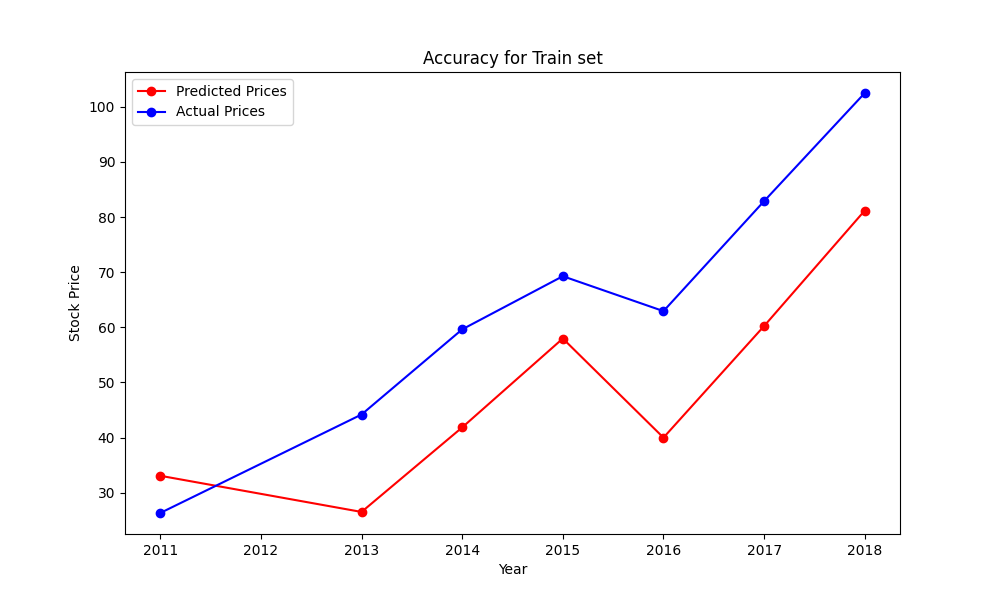 Accuracy for Train set
Predicted Prices
Actual Prices
100
90
80
70
60
50
40
30
Stock Price
2011 2012 2013 2014 2015 2016 2017 2018
Year